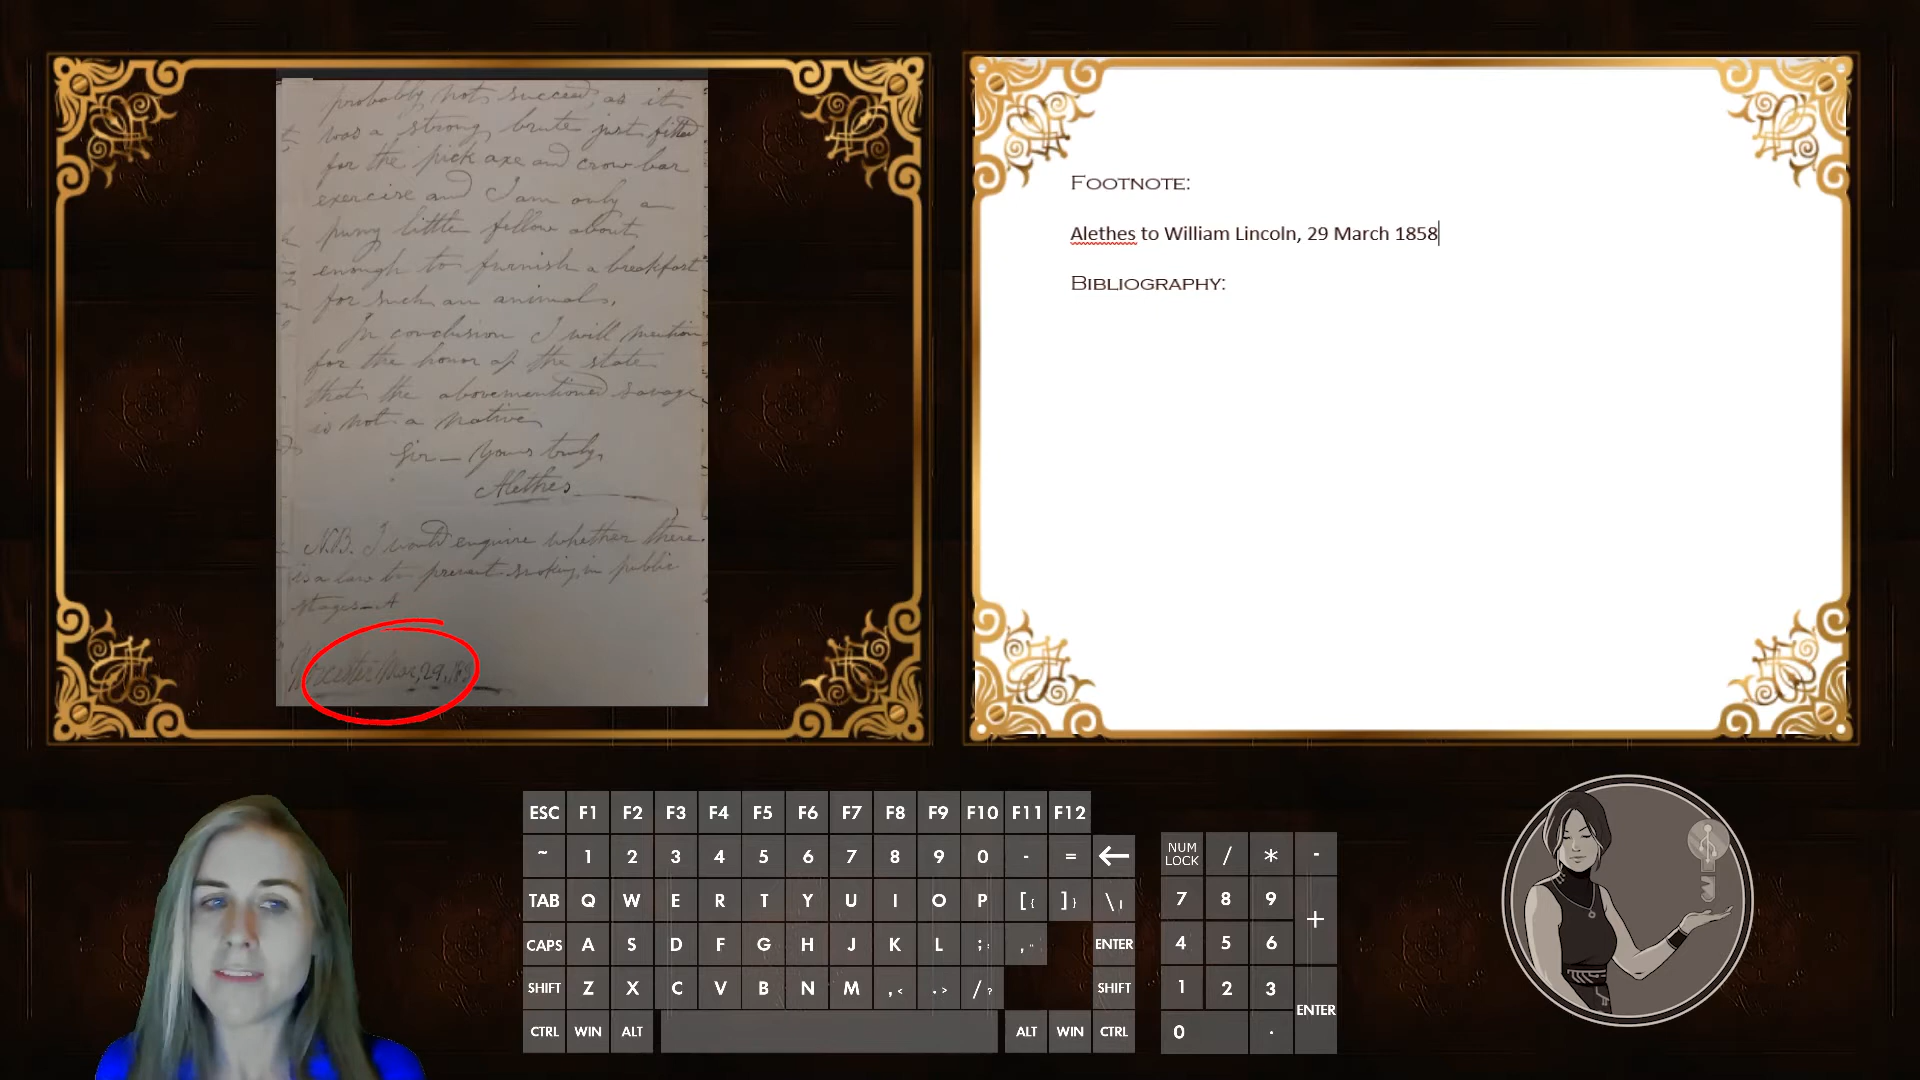 probably not succeed, as it
was a strong brute just fitted
for the pick axe and crow bar
exercise and I am only a
puny little fellow about
enough to furnish a breakfast
for such an animal.
In conclusion I will mention
for the honor of the state
that the abovementioned savage
is not a native
Sir — Yours truly,
Alethes
N.B. I would enquire whether there
is a law to prevent smoking in public
stages — A
Worcester Mar, 29,
FOOTNOTE:
Alethes to William Lincoln, 29 March 1858
BIBLIOGRAPHY:
ESC F1 F2 F3 F4 F5 F6 F7 F8 F9 F10 F11 F12
~ 1 2 3 4 5 6 7 8 9 0 - = ←
TAB Q W E R T Y U I O P [{ ]} \|
CAPS A S D F G H J K L ;: ," ENTER
SHIFT Z X C V B N M ,< .> /? SHIFT
CTRL WIN ALT ALT WIN CTRL
NUM LOCK / * -
7 8 9 +
4 5 6
1 2 3 ENTER
0 .